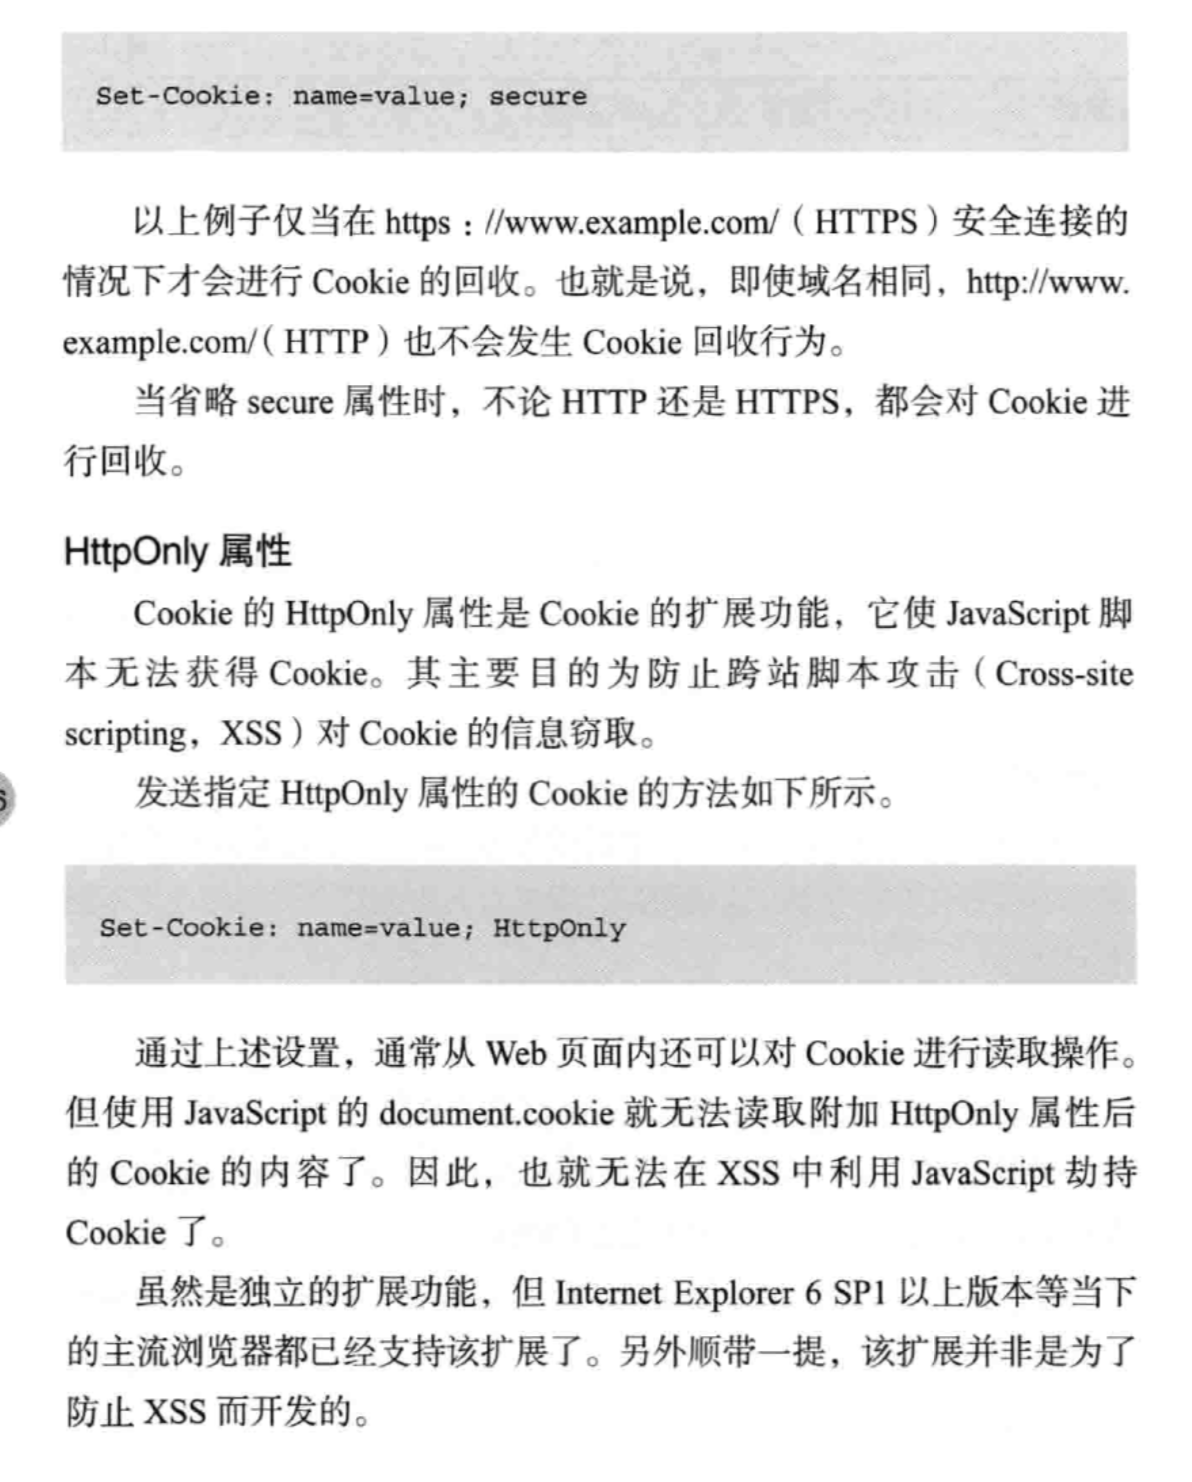 Set-Cookie: name=value; secure
以上例子仅当在 https：//www.example.com/（HTTPS）安全连接的
情况下才会进行 Cookie 的回收。也就是说，即使域名相同，http://www.
example.com/（HTTP）也不会发生 Cookie 回收行为。
当省略 secure 属性时，不论 HTTP 还是 HTTPS，都会对 Cookie 进
行回收。
HttpOnly 属性
Cookie 的 HttpOnly 属性是 Cookie 的扩展功能，它使 JavaScript 脚
本无法获得 Cookie。其主要目的为防止跨站脚本攻击（Cross-site
scripting，XSS）对 Cookie 的信息窃取。
发送指定 HttpOnly 属性的 Cookie 的方法如下所示。
Set-Cookie: name=value; HttpOnly
通过上述设置，通常从 Web 页面内还可以对 Cookie 进行读取操作。
但使用 JavaScript 的 document.cookie 就无法读取附加 HttpOnly 属性后
的 Cookie 的内容了。因此，也就无法在 XSS 中利用 JavaScript 劫持
Cookie 了。
虽然是独立的扩展功能，但 Internet Explorer 6 SP1 以上版本等当下
的主流浏览器都已经支持该扩展了。另外顺带一提，该扩展并非是为了
防止 XSS 而开发的。